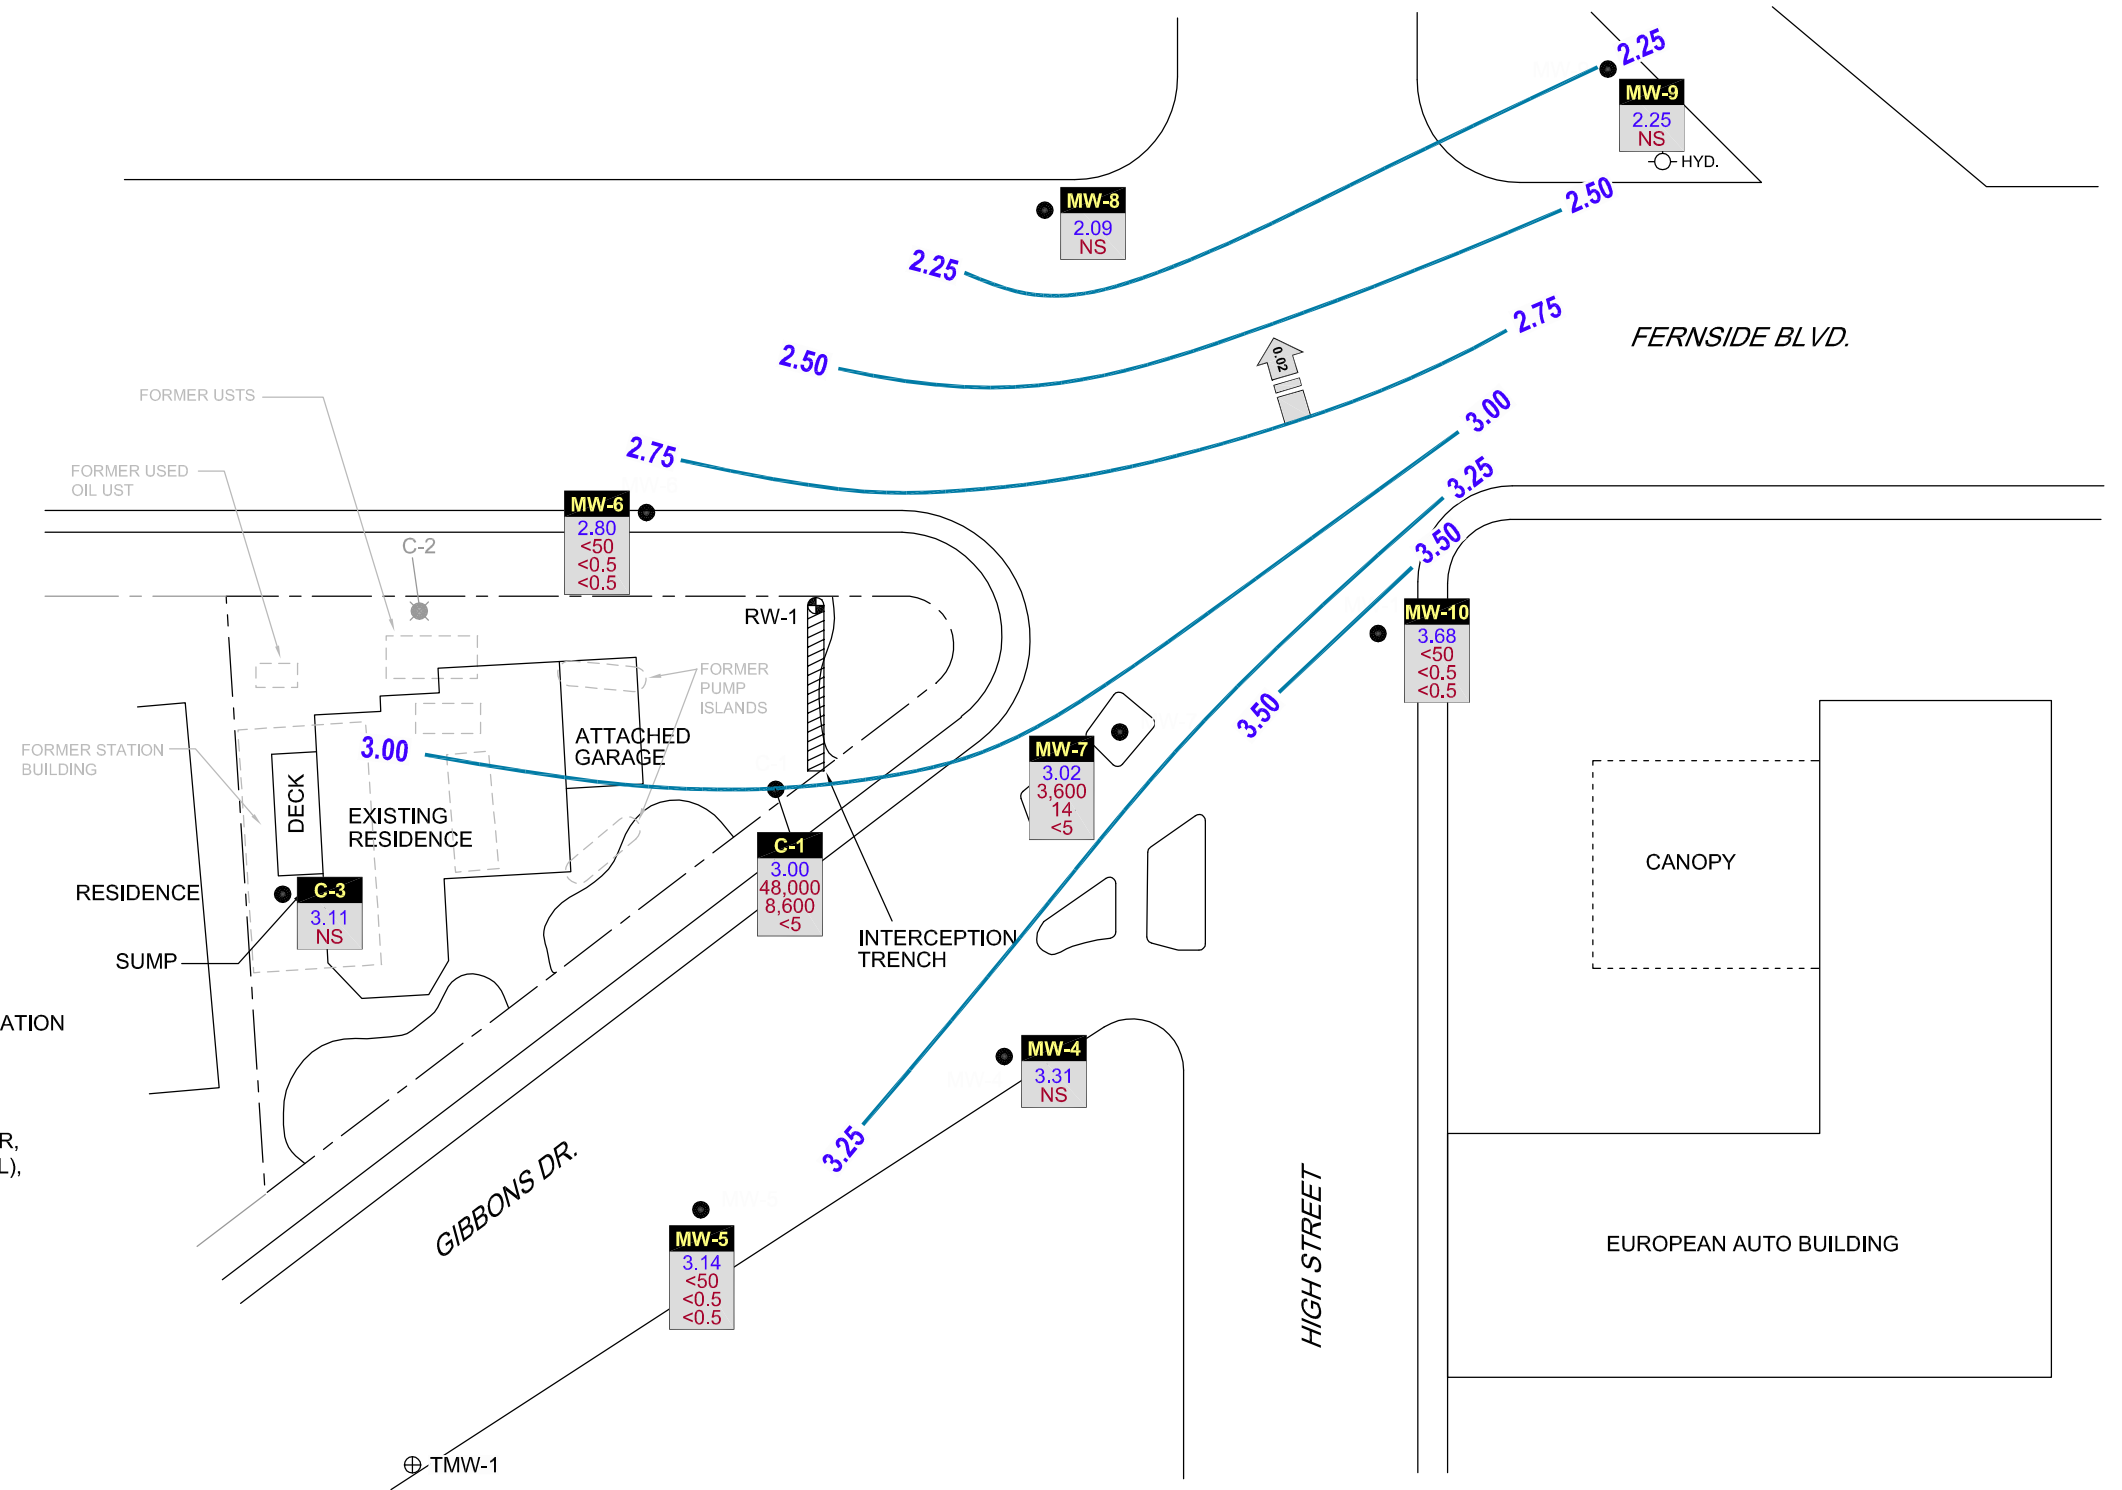 2.25
MW-9
2.25
NS
HYD.
MW-8
2.09
NS
2.50
2.25
2.75
FERNSIDE BLVD.
0.02
2.50
FORMER USTS
3.00
2.75
3.25
FORMER USED
OIL UST
MW-6
2.80
<50
<0.5
<0.5
C-2
3.50
RW-1
MW-10
3.68
<50
<0.5
<0.5
FORMER
PUMP
ISLANDS
3.50
FORMER STATION
BUILDING
3.00
ATTACHED
GARAGE
MW-7
3.02
3,600
14
<5
DECK
EXISTING
RESIDENCE
C-1
3.00
48,000
8,600
<5
CANOPY
RESIDENCE
C-3
3.11
NS
SUMP
INTERCEPTION
TRENCH
ATION
MW-4
3.31
NS
R,
L),
3.25
GIBBONS DR.
MW-5
3.14
<50
<0.5
<0.5
HIGH STREET
EUROPEAN AUTO BUILDING
TMW-1